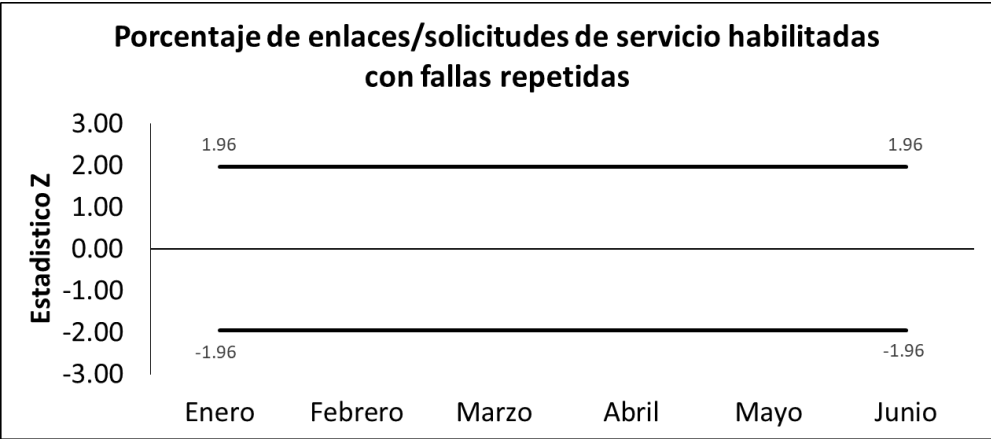 Porcentaje de enlaces/solicitudes de servicio habilitadas
con fallas repetidas
Estadistico Z
3.00
2.00
1.00
0.00
-1.00
-2.00
-3.00
1.96
1.96
-1.96
-1.96
Enero Febrero Marzo Abril Mayo Junio